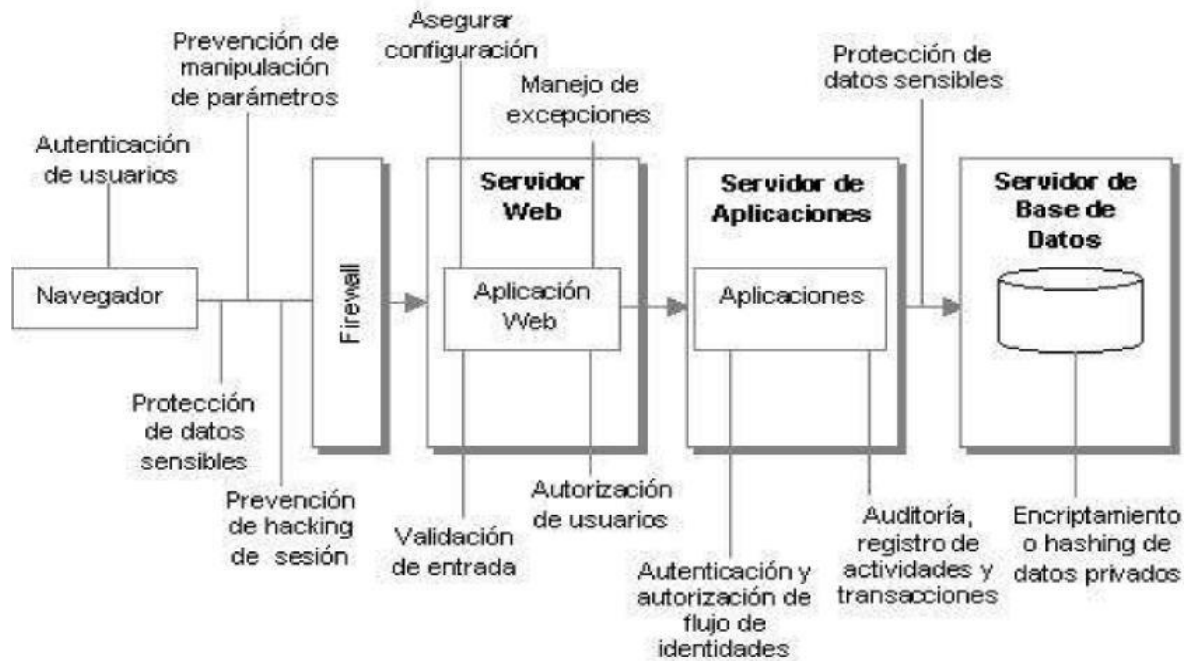 Asegurar
configuración
Prevención de
manipulación
de parámetros
Protección de
datos sensibles
Manejo de
excepciones
Autenticación
de usuarios
Servidor
Web
Servidor de
Aplicaciones
Servidor de
Base de
Datos
Navegador
Firewall
Aplicación
Web
Aplicaciones
Protección
de datos
sensibles
Prevención
de hacking
de sesión
Validación
de entrada
Autorización
de usuarios
Autenticación y
autorización de
flujo de
identidades
Auditoría,
registro de
actividades y
transacciones
Encriptamiento
o hashing de
datos privados